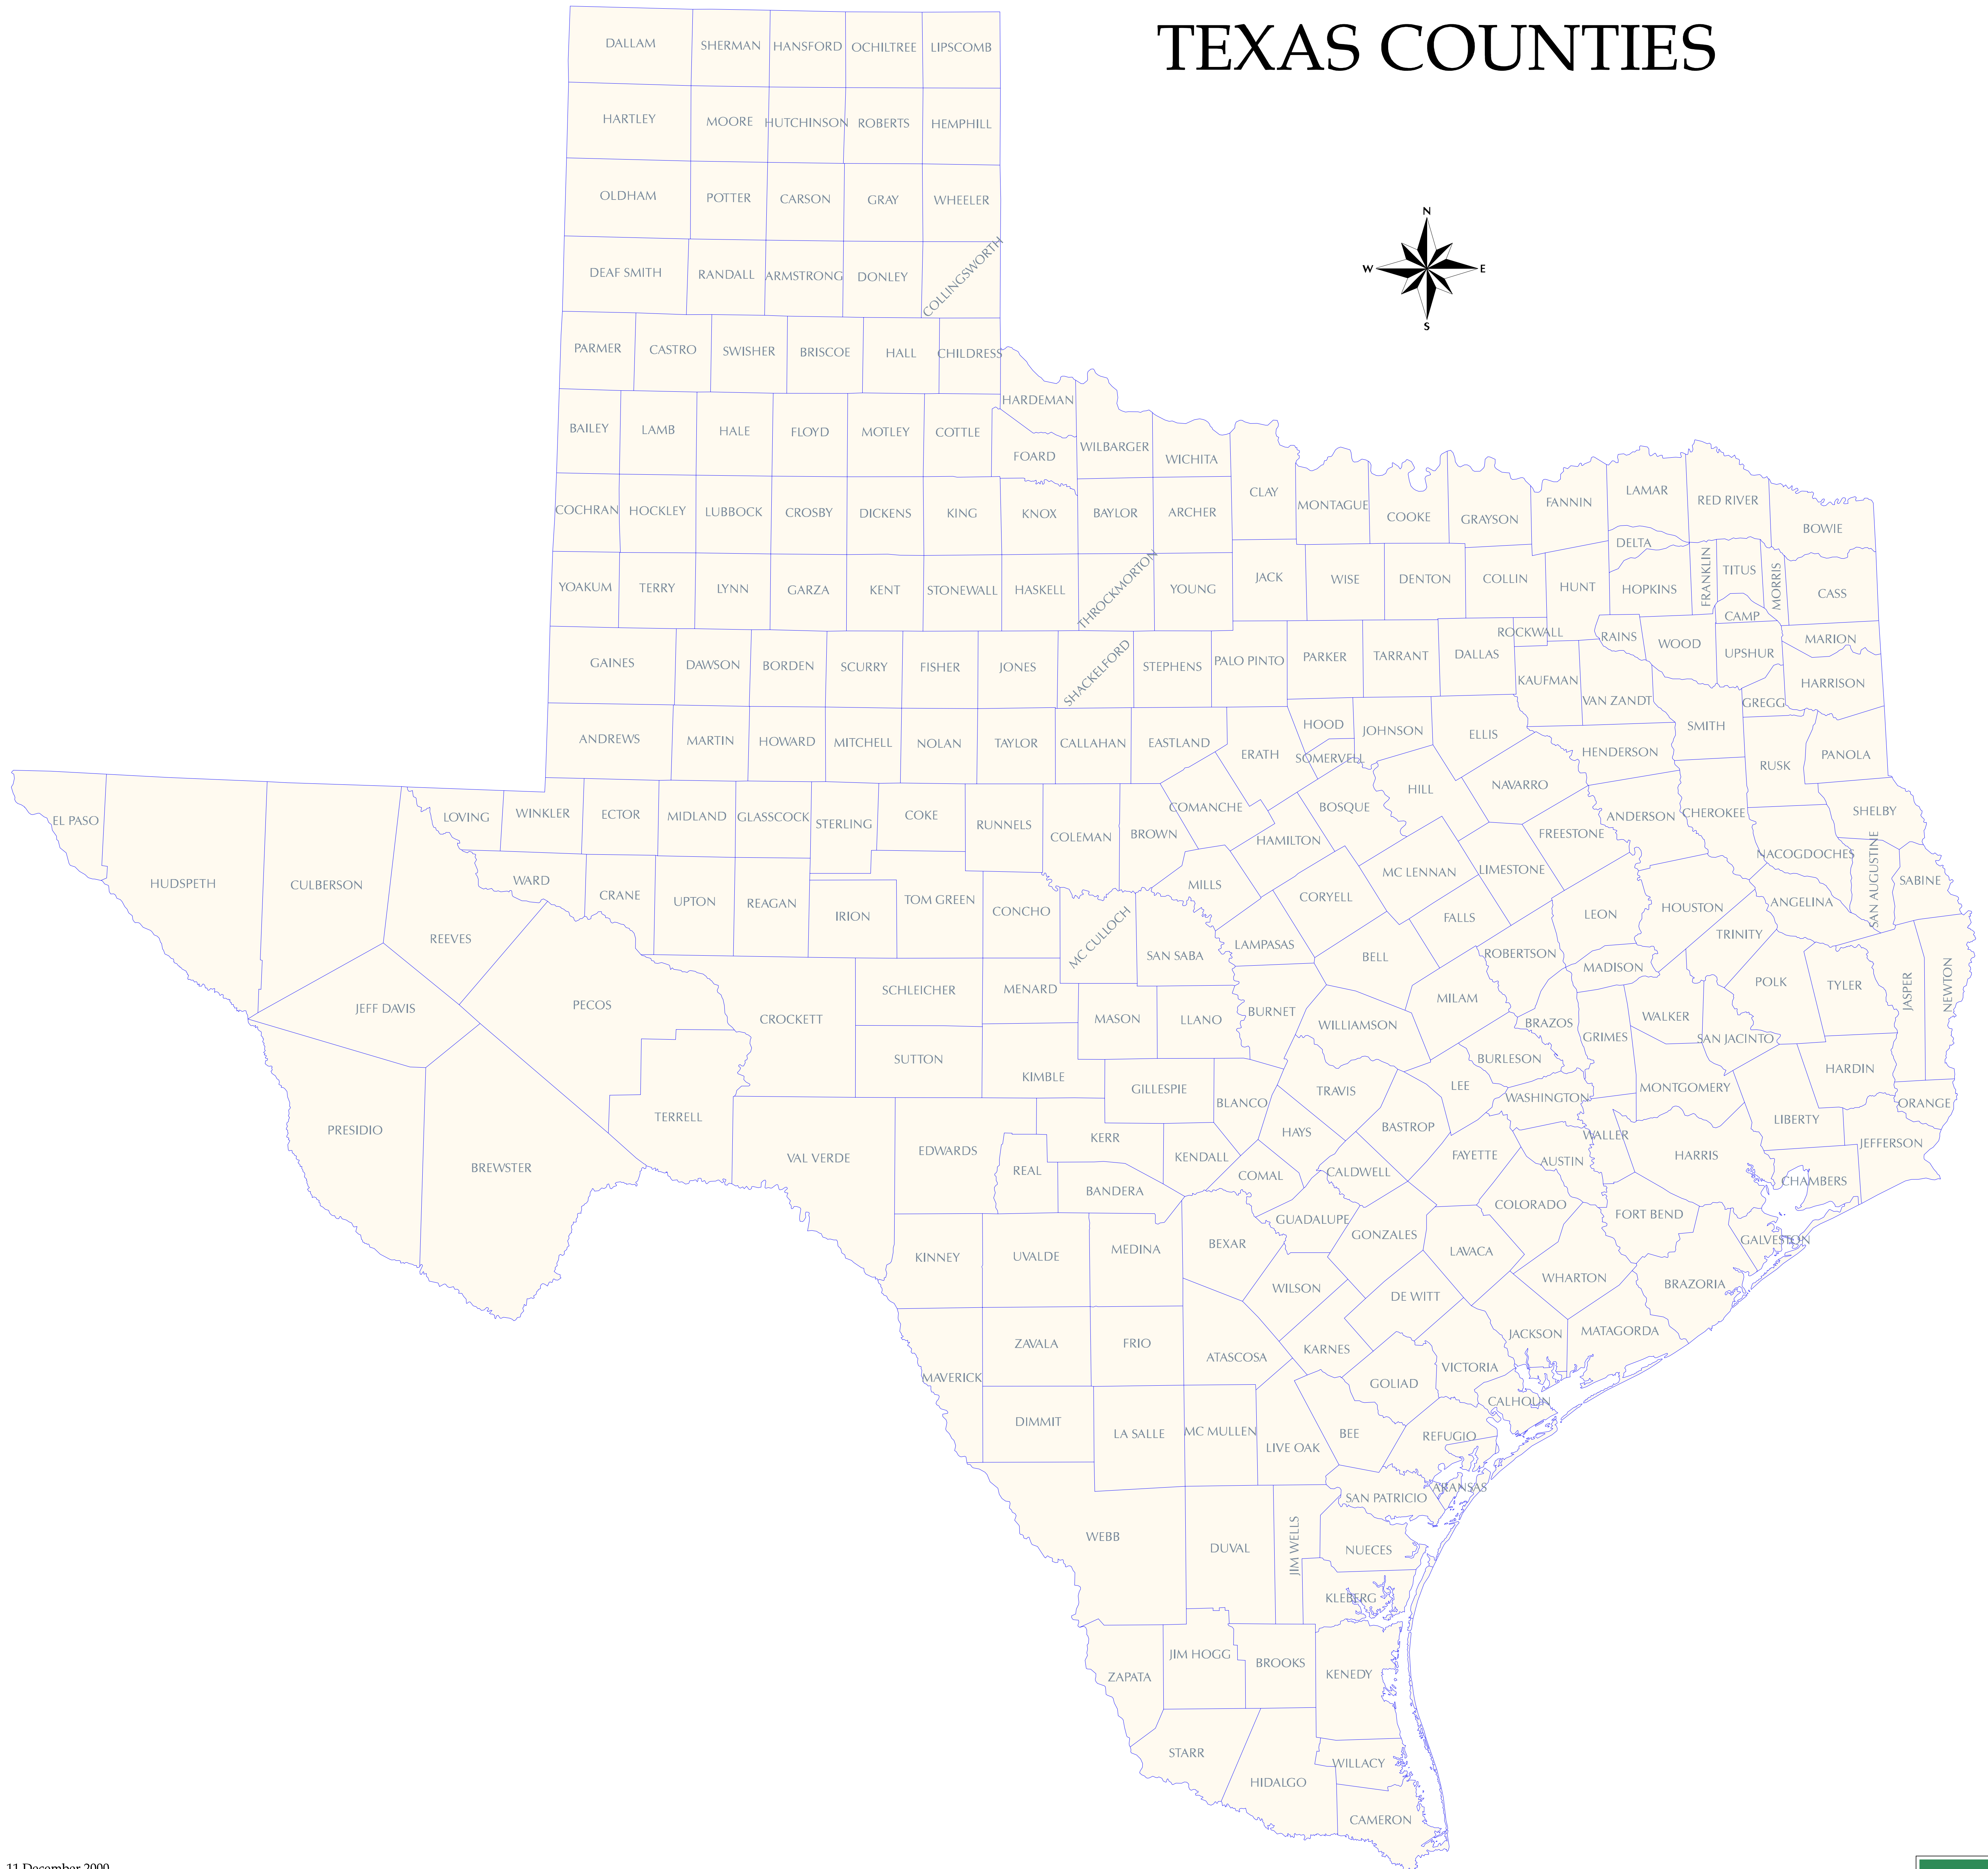 TEXAS COUNTIES
DALLAM SHERMAN HANSFORD OCHILTREE LIPSCOMB
HARTLEY MOORE HUTCHINSON ROBERTS HEMPHILL
OLDHAM POTTER CARSON GRAY WHEELER
N
W E
S
DEAF SMITH RANDALL ARMSTRONG DONLEY COLLINGSWORTH
PARMER CASTRO SWISHER BRISCOE HALL CHILDRESS
HARDEMAN
BAILEY LAMB HALE FLOYD MOTLEY COTTLE FOARD WILBARGER WICHITA
CLAY MONTAGUE COOKE GRAYSON FANNIN LAMAR RED RIVER BOWIE
COCHRAN HOCKLEY LUBBOCK CROSBY DICKENS KING KNOX BAYLOR ARCHER
DELTA FRANKLIN TITUS MORRIS
YOAKUM TERRY LYNN GARZA KENT STONEWALL HASKELL THROCKMORTON YOUNG JACK WISE DENTON COLLIN HUNT HOPKINS CASS
CAMP
ROCKWALL RAINS WOOD UPSHUR MARION
GAINES DAWSON BORDEN SCURRY FISHER JONES SHACKELFORD STEPHENS PALO PINTO PARKER TARRANT DALLAS KAUFMAN VAN ZANDT HARRISON
GREGG
ANDREWS MARTIN HOWARD MITCHELL NOLAN TAYLOR CALLAHAN EASTLAND ERATH HOOD JOHNSON ELLIS HENDERSON SMITH RUSK PANOLA
SOMERVELL
EL PASO LOVING WINKLER ECTOR MIDLAND GLASSCOCK STERLING COKE RUNNELS COLEMAN BROWN COMANCHE BOSQUE HILL NAVARRO ANDERSON CHEROKEE SHELBY
HAMILTON FREESTONE NACOGDOCHES SAN AUGUSTINE
HUDSPETH CULBERSON WARD CRANE UPTON REAGAN IRION TOM GREEN CONCHO MILLS CORYELL MC LENNAN LIMESTONE SABINE
REEVES MC CULLOCH SAN SABA LAMPASAS FALLS LEON HOUSTON ANGELINA
TRINITY
BELL ROBERTSON MADISON
JEFF DAVIS PECOS CROCKETT SCHLEICHER MENARD MILAM POLK TYLER JASPER NEWTON
MASON LLANO BURNET WILLIAMSON BRAZOS GRIMES WALKER SAN JACINTO
SUTTON KIMBLE BURLESON
HARDIN
GILLESPIE BLANCO TRAVIS LEE WASHINGTON MONTGOMERY ORANGE
PRESIDIO TERRELL LIBERTY
KERR HAYS BASTROP WALLER
BREWSTER VAL VERDE EDWARDS REAL KENDALL FAYETTE AUSTIN HARRIS JEFFERSON
BANDERA COMAL CALDWELL CHAMBERS
GUADALUPE COLORADO FORT BEND
KINNEY UVALDE MEDINA BEXAR GONZALES LAVACA GALVESTON
WILSON DE WITT WHARTON BRAZORIA
ZAVALA FRIO ATASCOSA KARNES JACKSON MATAGORDA
MAVERICK GOLIAD VICTORIA
CALHOUN
DIMMIT LA SALLE MC MULLEN LIVE OAK BEE REFUGIO
ARANSAS
SAN PATRICIO
WEBB DUVAL JIM WELLS NUECES
KLEBERG
ZAPATA JIM HOGG BROOKS KENEDY
STARR WILLACY
HIDALGO
CAMERON
11 December 2000